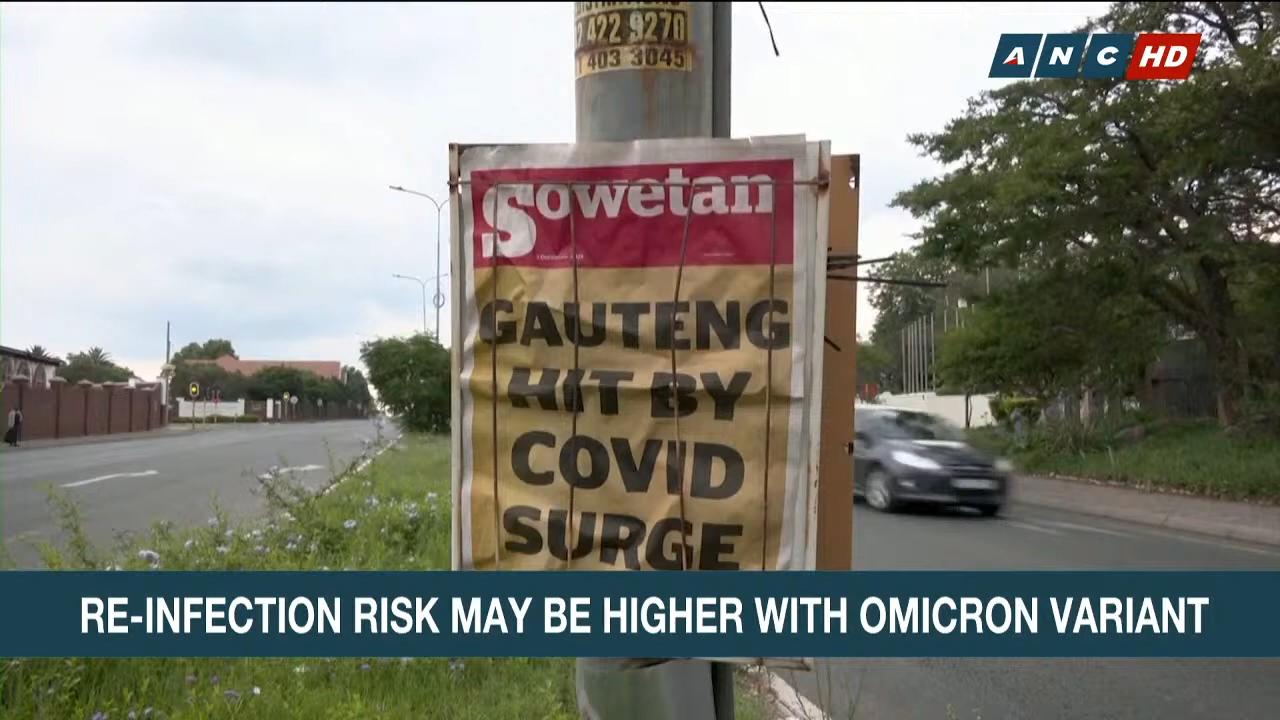 2 422 9270
403 3045
ANC HD
Sowetan
GAUTENG
HIT BY
COVID
SURGE
RE-INFECTION RISK MAY BE HIGHER WITH OMICRON VARIANT